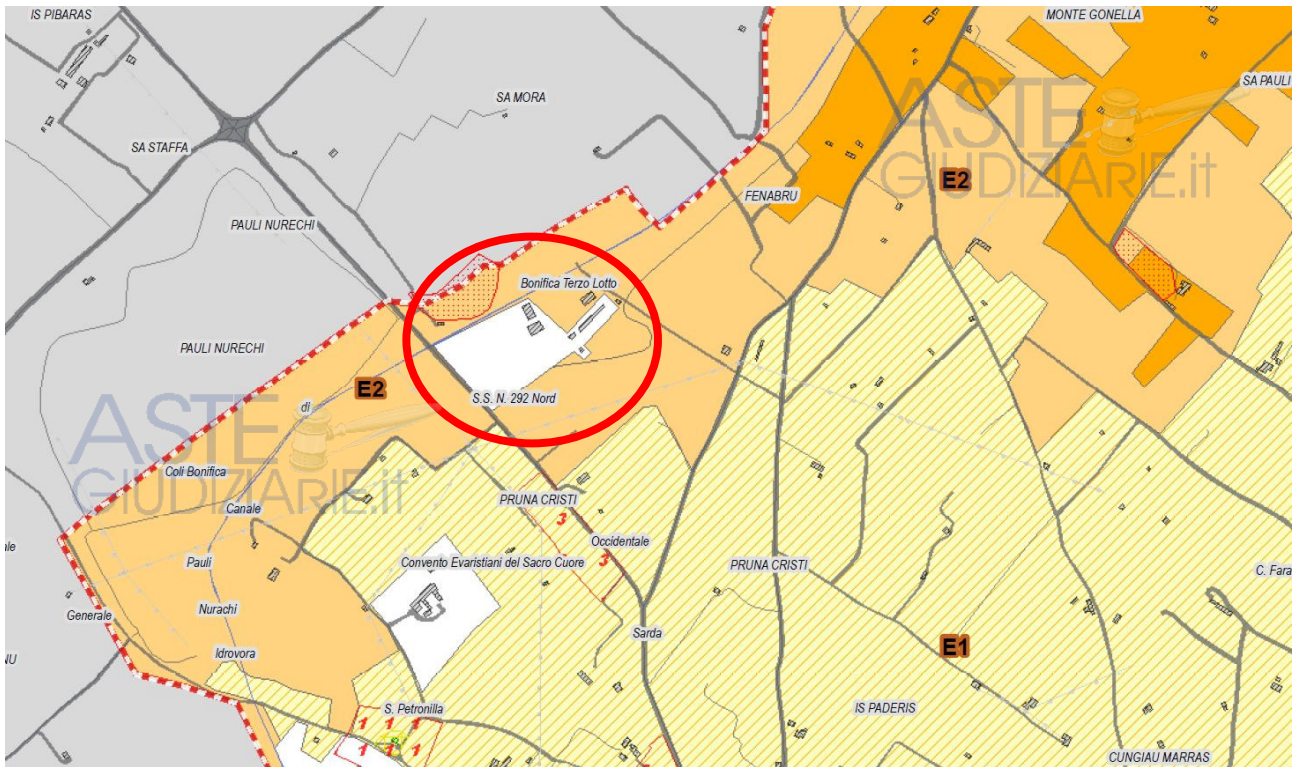 IS PIBARAS
MONTE GONELLA
SA PAULI
SA MORA
SA STAFFA
ASTE
GIUDIZIARIE.it
E2
FENABRU
PAULI NURECHI
Bonifica Terzo Lotto
PAULI NURECHI
E2
S.S. N. 292 Nord
di
ASTE
GIUDIZIARIE.it
Coli Bonifica
Canale
PRUNA CRISTI
3
Occidentale
3
Pauli
Convento Evaristiani del Sacro Cuore
PRUNA CRISTI
C. Fara
Nurachi
Generale
Sarda
Idrovora
E1
S. Petronilla
1 1 1
1 1 1
IS PADERIS
CUNGIAU MARRAS